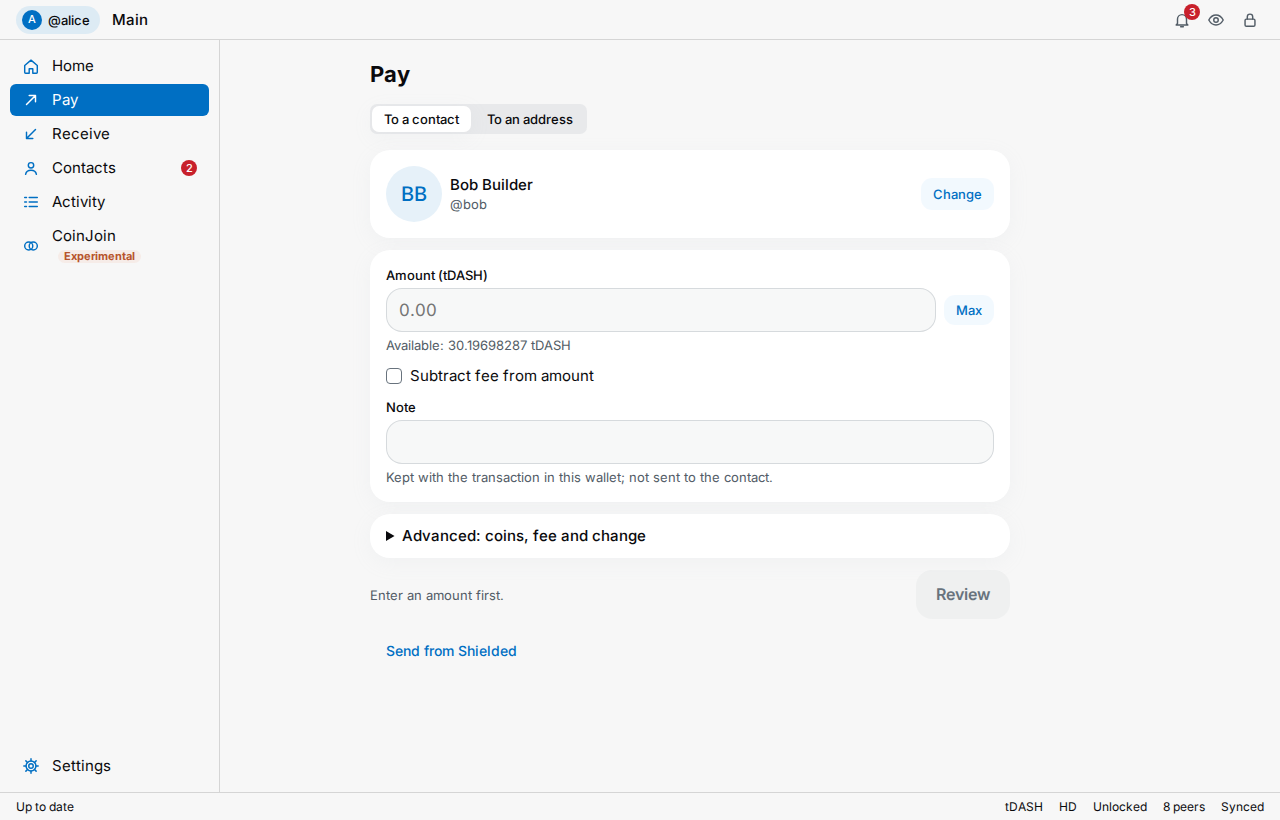 A @alice Main 3
Home
Pay
Receive
Contacts 2
Activity
CoinJoin
Experimental
Settings
Pay
To a contact To an address
BB
Bob Builder
@bob
Change
Amount (tDASH)
0.00 Max
Available: 30.19698287 tDASH
Subtract fee from amount
Note
Kept with the transaction in this wallet; not sent to the contact.
Advanced: coins, fee and change
Enter an amount first. Review
Send from Shielded
Up to date tDASH HD Unlocked 8 peers Synced